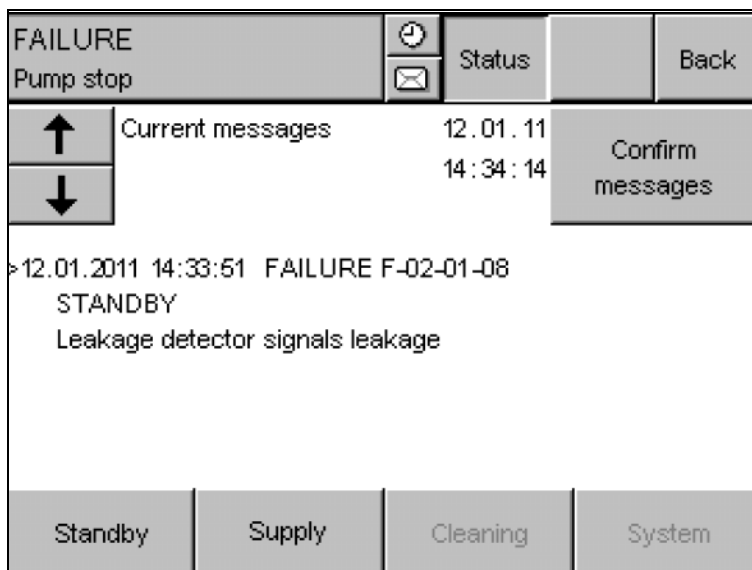 FAILURE
Pump stop
Status
Back
Current messages
12.01.11
14:34:14
Confirm
messages
>12.01.2011 14:33:51 FAILURE F-02-01-08
STANDBY
Leakage detector signals leakage
Standby
Supply
Cleaning
System